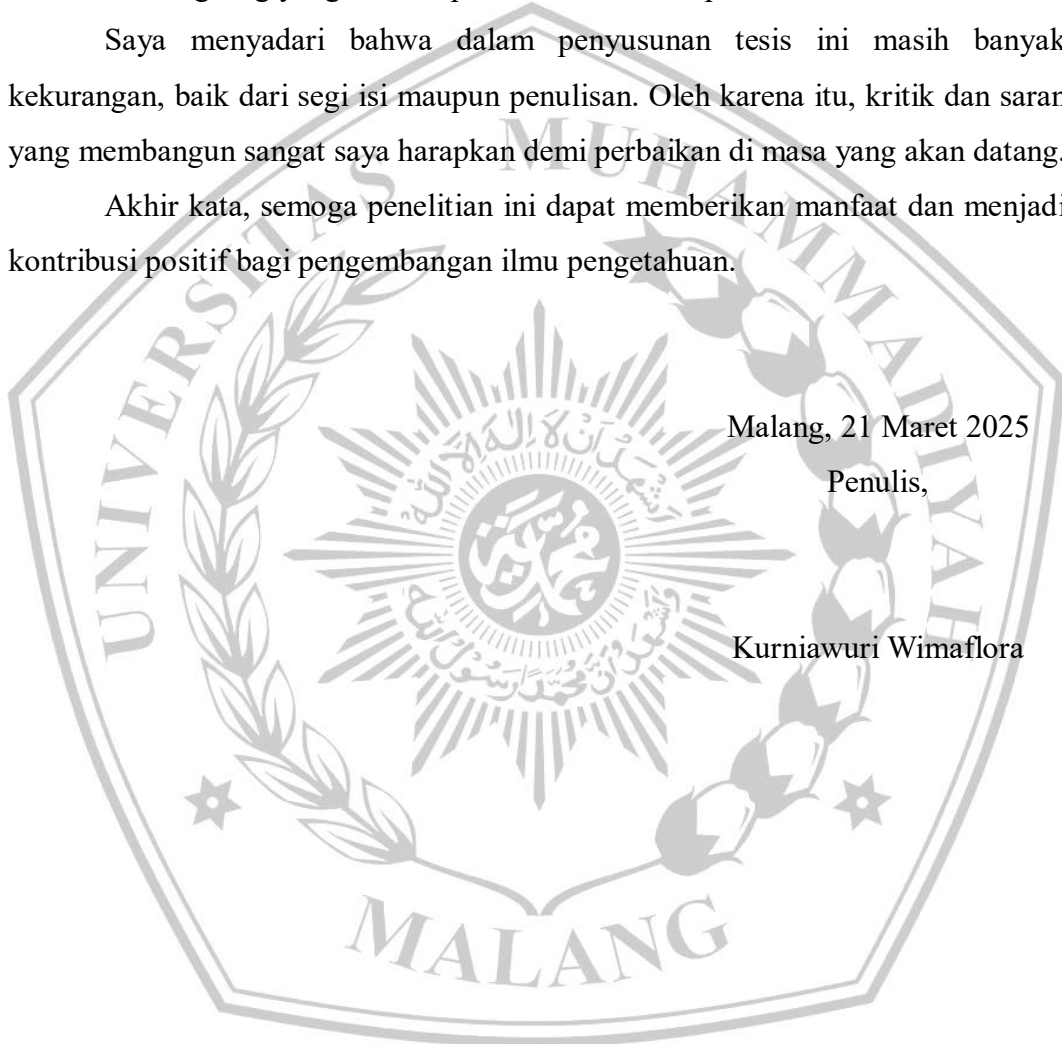 Saya menyadari bahwa dalam penyusunan tesis ini masih banyak
kekurangan, baik dari segi isi maupun penulisan. Oleh karena itu, kritik dan saran
yang membangun sangat saya harapkan demi perbaikan di masa yang akan datang.
Akhir kata, semoga penelitian ini dapat memberikan manfaat dan menjadi
kontribusi positif bagi pengembangan ilmu pengetahuan.
Malang, 21 Maret 2025
Penulis,
Kurniawuri Wimaflora
UNIVERSITAS MUHAMMADIYAH
MALANG